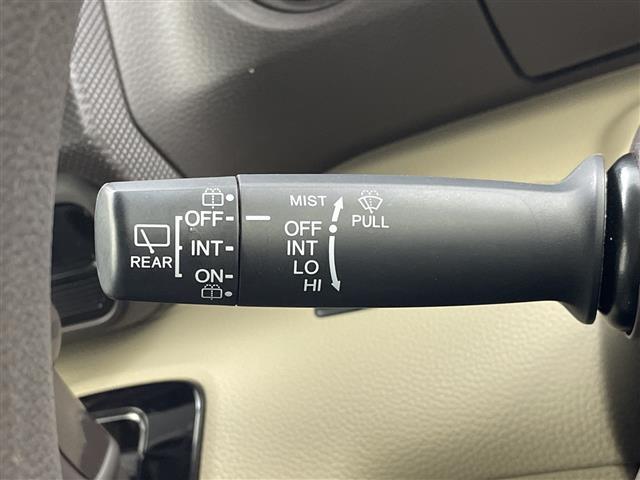 REAR
OFF
INT
ON
MIST
OFF
INT
LO
HI
PULL